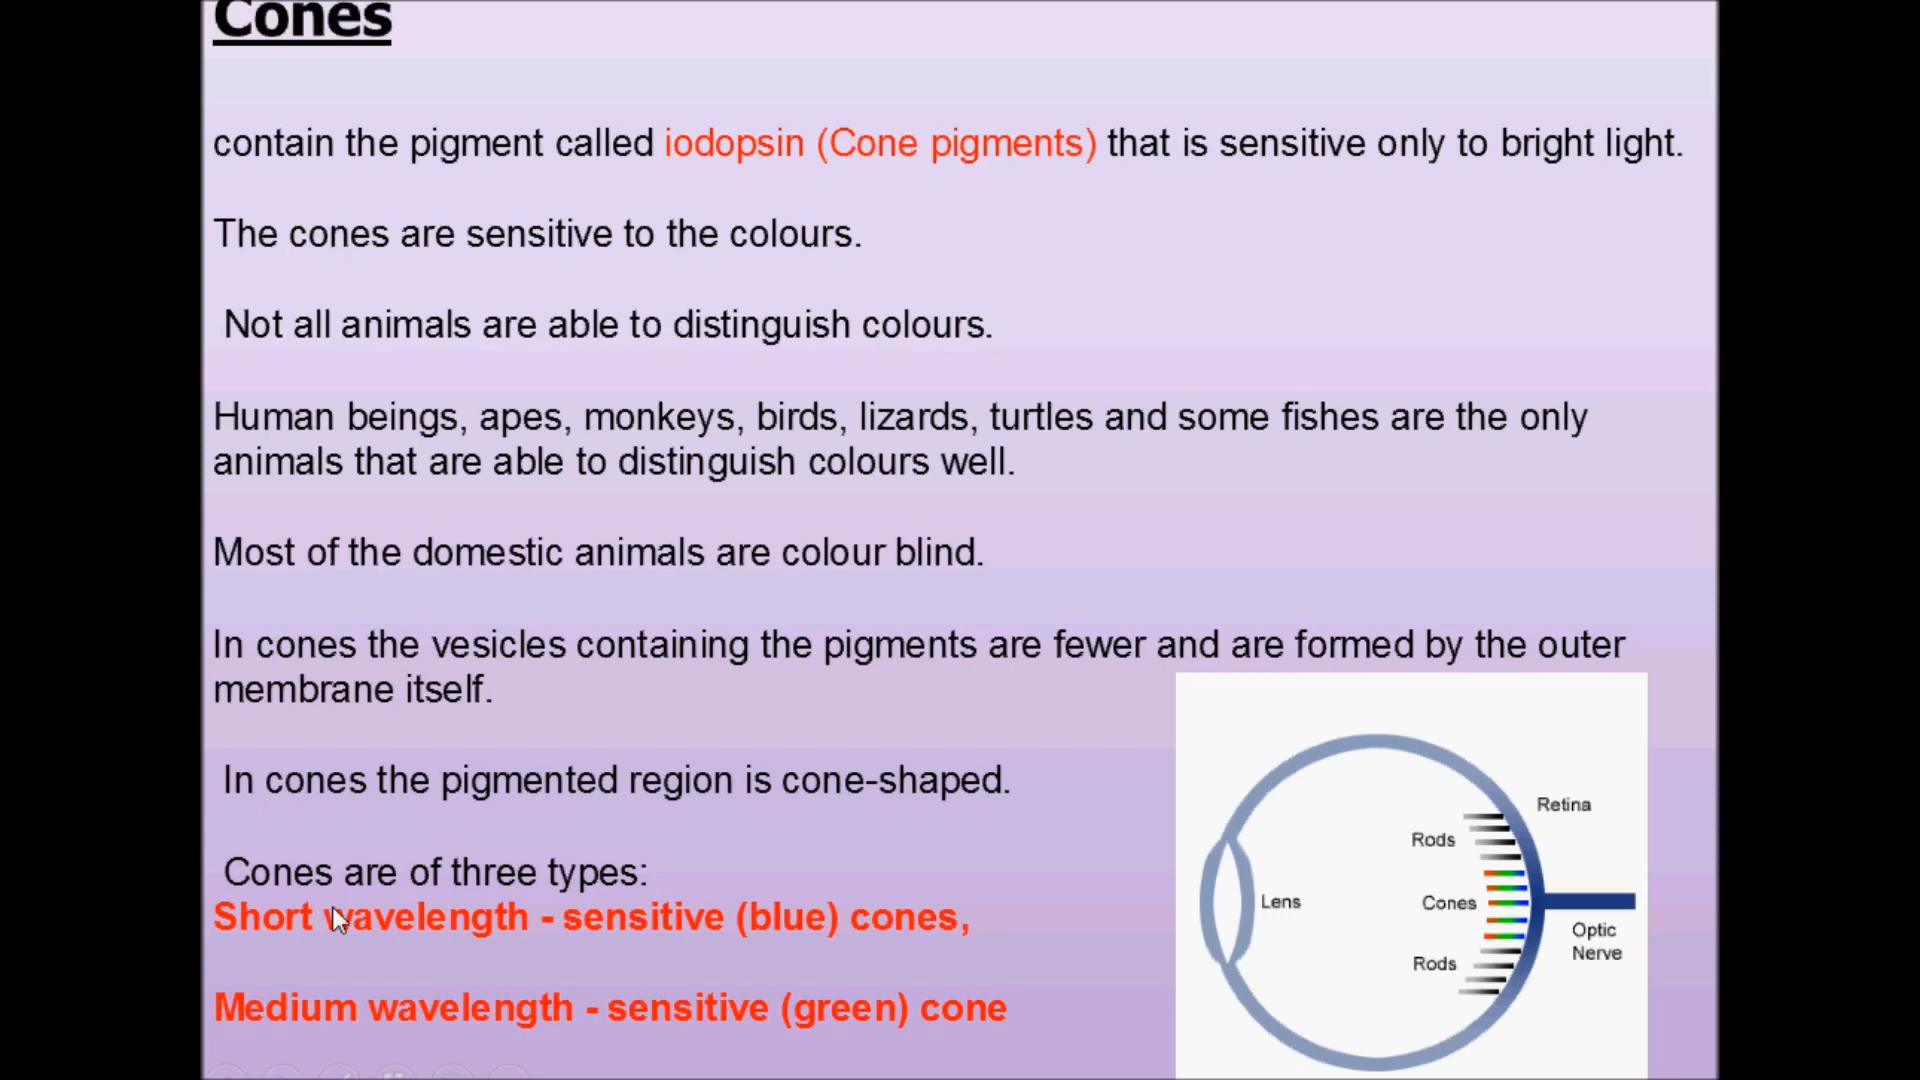 Cones
contain the pigment called iodopsin (Cone pigments) that is sensitive only to bright light.
The cones are sensitive to the colours.
Not all animals are able to distinguish colours.
Human beings, apes, monkeys, birds, lizards, turtles and some fishes are the only
animals that are able to distinguish colours well.
Most of the domestic animals are colour blind.
In cones the vesicles containing the pigments are fewer and are formed by the outer
membrane itself.
In cones the pigmented region is cone-shaped.
Cones are of three types:
Short wavelength - sensitive (blue) cones,
Medium wavelength - sensitive (green) cone
Retina
Rods
Lens
Cones
Optic
Nerve
Rods